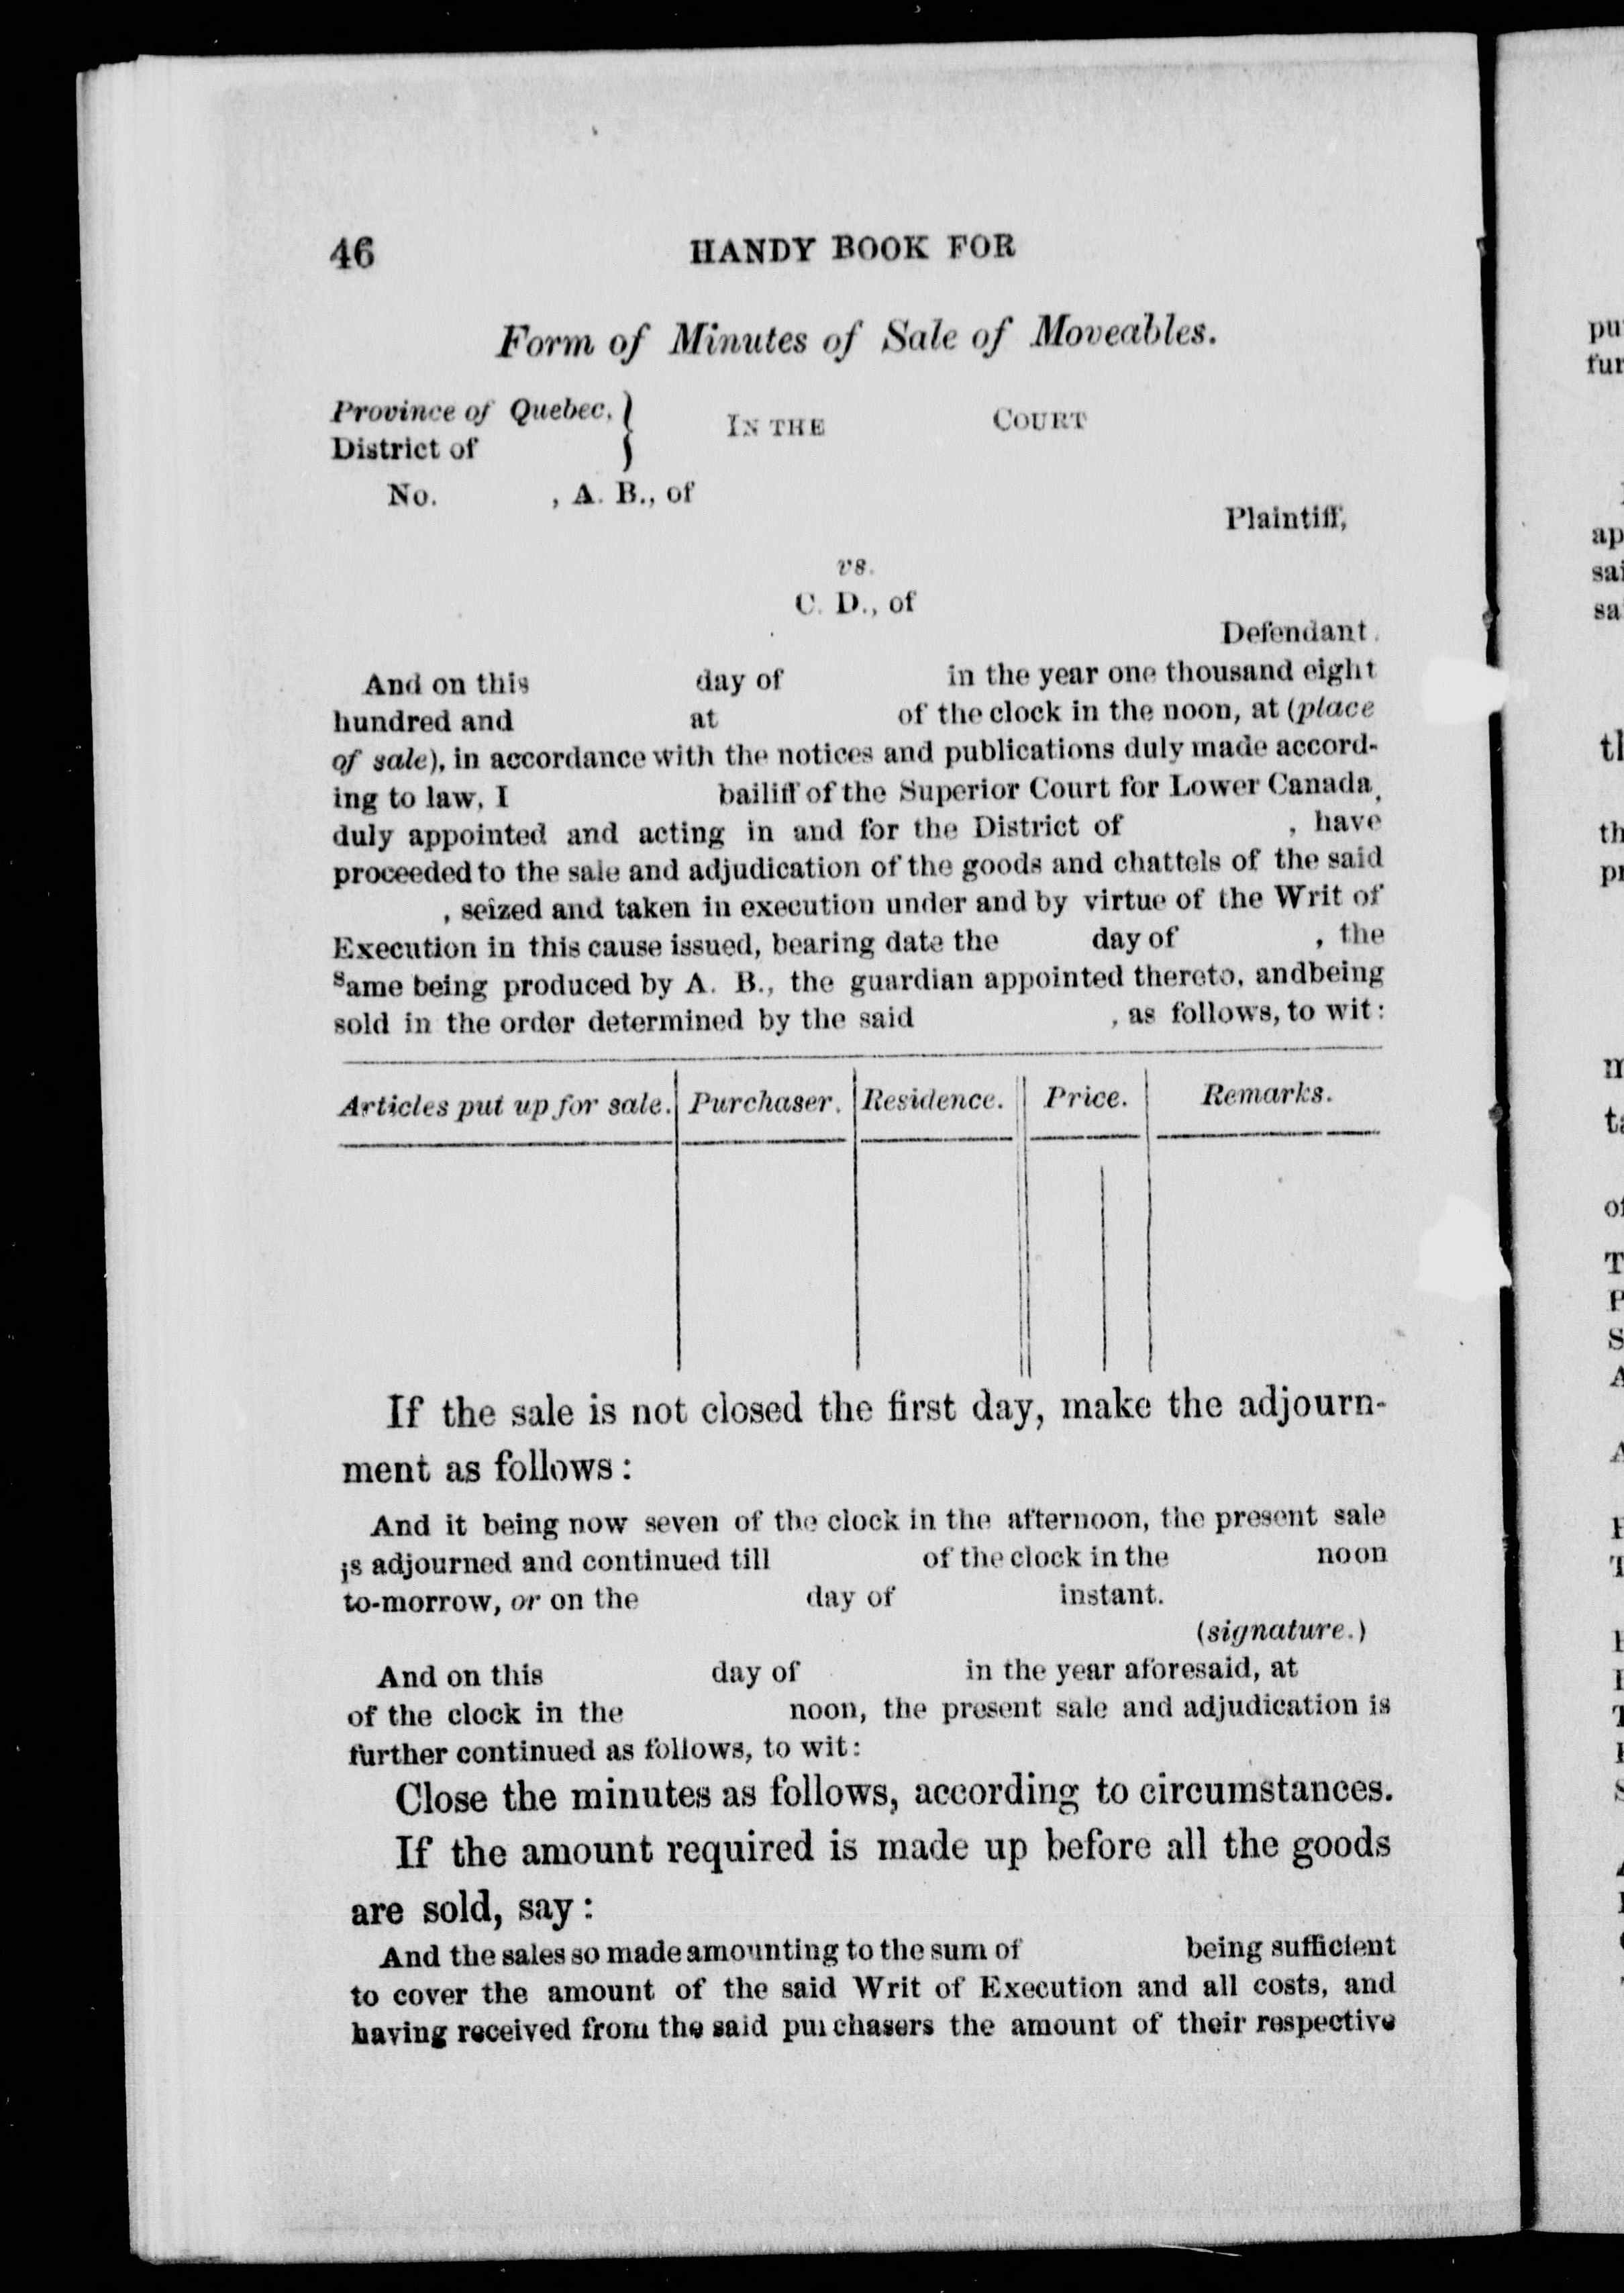 46 HANDY BOOK FOR
Form of Minutes of Sale of Moveables.
Province of Quebec, } IN THE COURT
District of
No. , A. B., of
Plaintiff,
vs.
C. D., of
Defendant.
And on this day of in the year one thousand eight
hundred and at of the clock in the noon, at (place
of sale), in accordance with the notices and publications duly made accord-
ing to law, I bailiff of the Superior Court for Lower Canada,
duly appointed and acting in and for the District of , have
proceeded to the sale and adjudication of the goods and chattels of the said
, seized and taken in execution under and by virtue of the Writ of
Execution in this cause issued, bearing date the day of , the
same being produced by A. B., the guardian appointed thereto, andbeing
sold in the order determined by the said , as follows, to wit:
Articles put up for sale. Purchaser. Residence. Price. Remarks.
If the sale is not closed the first day, make the adjourn-
ment as follows:
And it being now seven of the clock in the afternoon, the present sale
is adjourned and continued till of the clock in the noon
to-morrow, or on the day of instant.
(signature.)
And on this day of in the year aforesaid, at
of the clock in the noon, the present sale and adjudication is
further continued as follows, to wit:
Close the minutes as follows, according to circumstances.
If the amount required is made up before all the goods
are sold, say:
And the sales so made amounting to the sum of being sufficient
to cover the amount of the said Writ of Execution and all costs, and
having received from the said purchasers the amount of their respective